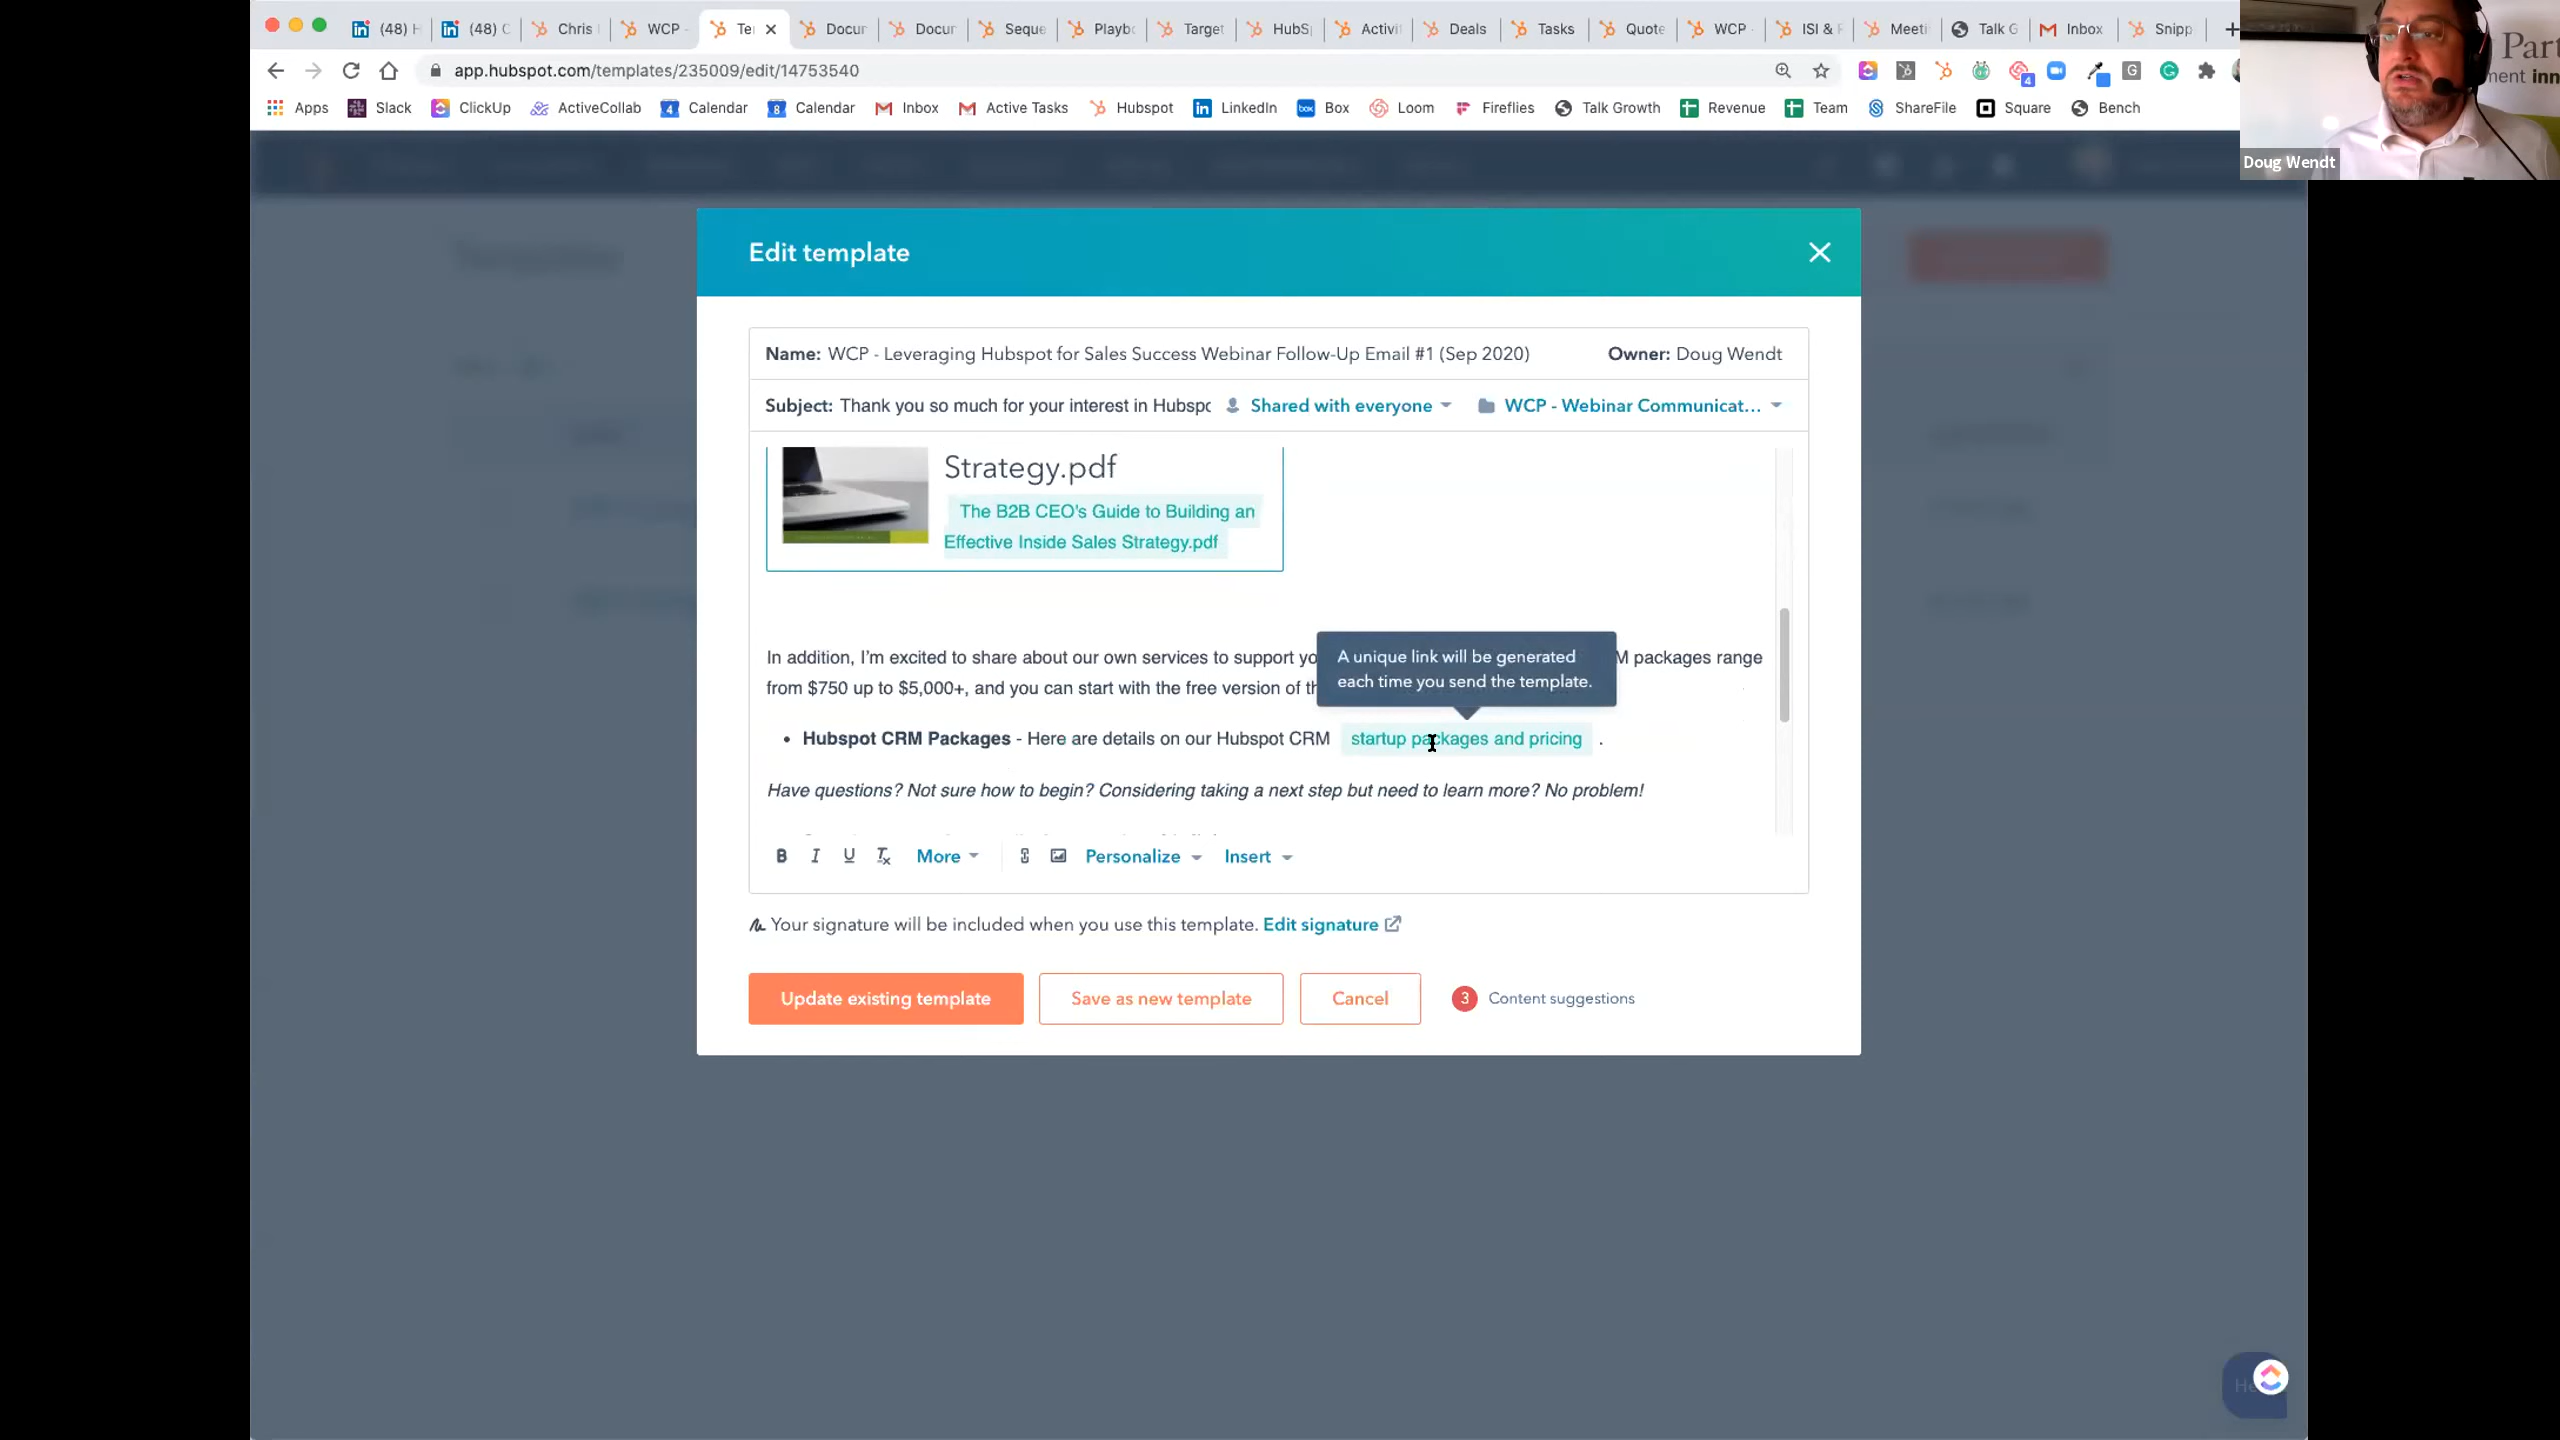 (48) H (48) C Chris WCP - Te Docum Docum Seque Playbo Target HubS Activi Deals Tasks Quote WCP - ISI & F Meeti Talk G Inbox Snipp
app.hubspot.com/templates/235009/edit/14753540
Apps Slack ClickUp ActiveCollab Calendar Calendar Inbox Active Tasks Hubspot LinkedIn Box Loom Fireflies Talk Growth Revenue Team ShareFile Square Bench
Part
ment inn
Doug Wendt
Edit template
Name: WCP - Leveraging Hubspot for Sales Success Webinar Follow-Up Email #1 (Sep 2020) Owner: Doug Wendt
Subject: Thank you so much for your interest in Hubspo Shared with everyone WCP - Webinar Communicat...
Strategy.pdf
The B2B CEO's Guide to Building an
Effective Inside Sales Strategy.pdf
A unique link will be generated
each time you send the template.
In addition, I'm excited to share about our own services to support yo M packages range
from $750 up to $5,000+, and you can start with the free version of th
• Hubspot CRM Packages - Here are details on our Hubspot CRM startup packages and pricing .
Have questions? Not sure how to begin? Considering taking a next step but need to learn more? No problem!
B I U Tx More Personalize Insert
Your signature will be included when you use this template. Edit signature
Update existing template Save as new template Cancel 3 Content suggestions